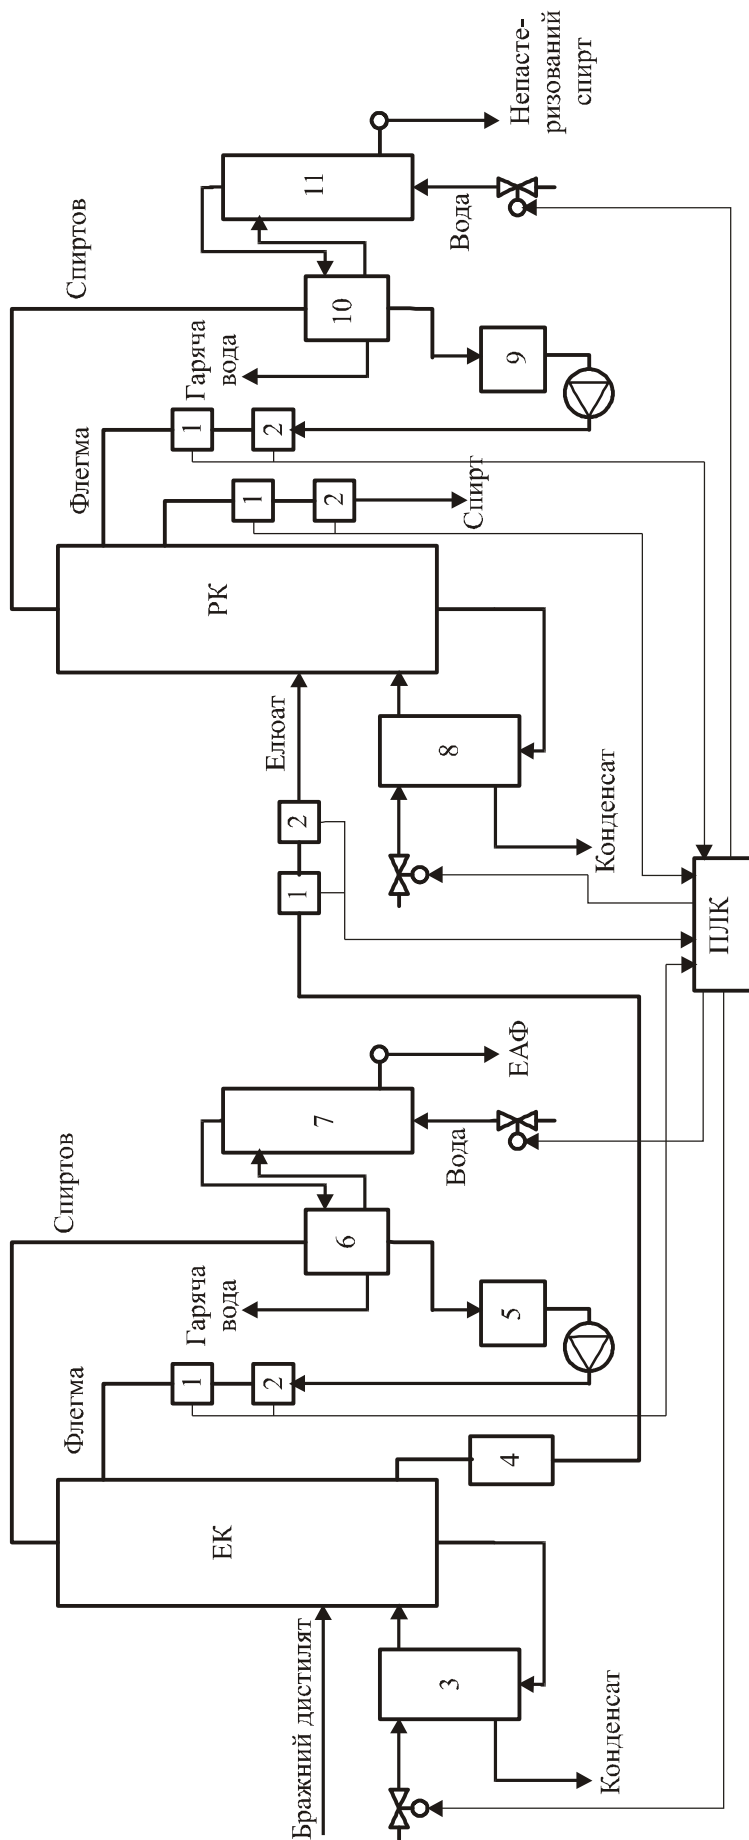 Бражний дистилят
Конденсат
3
ЕК
Флегма
Спиртов
1
2
4
Гаряча
вода
5
6
7
Вода
ЕАФ
1
2
Елюат
ПЛК
Конденсат
8
РК
Флегма
Спиртов
1
2
Спирт
1
2
Гаряча
вода
9
10
11
Вода
Непасте-
ризований
спирт